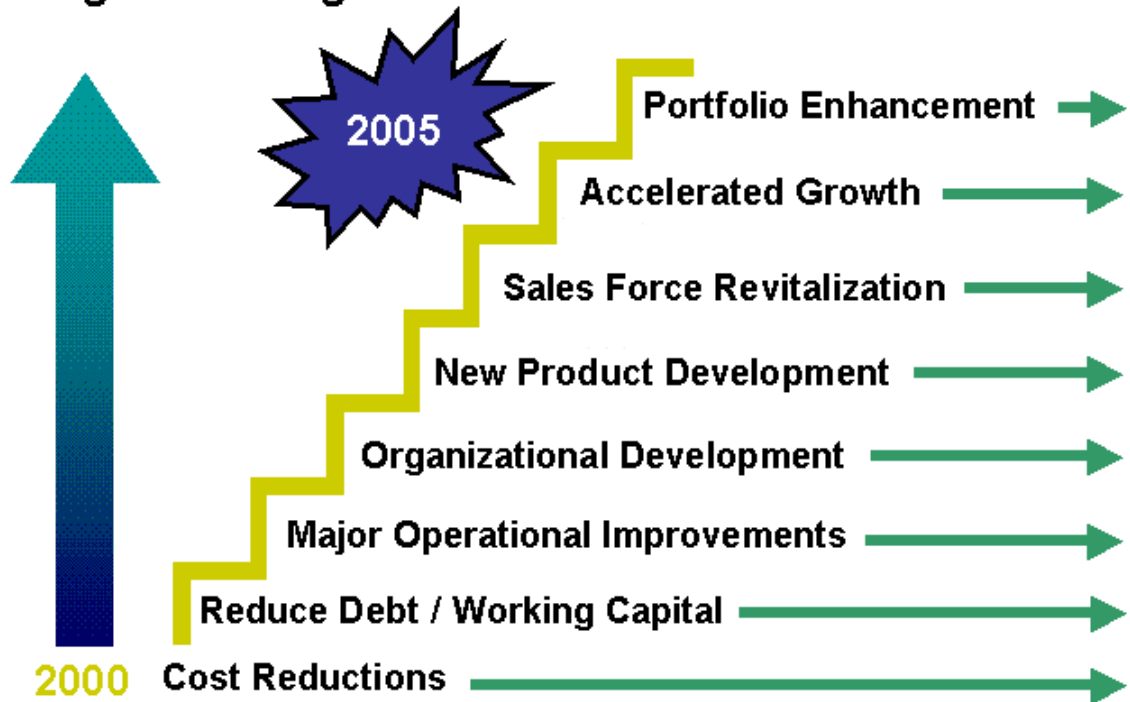 2005
Portfolio Enhancement
Accelerated Growth
Sales Force Revitalization
New Product Development
Organizational Development
Major Operational Improvements
Reduce Debt / Working Capital
2000 Cost Reductions